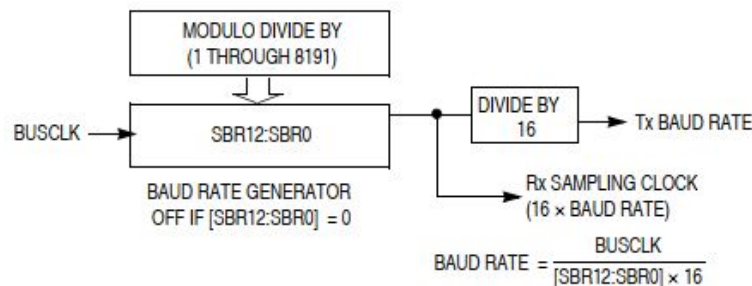 MODULO DIVIDE BY
(1 THROUGH 8191)
BUSCLK
SBR12:SBR0
DIVIDE BY
16
Tx BAUD RATE
BAUD RATE GENERATOR
OFF IF [SBR12:SBR0] = 0
Rx SAMPLING CLOCK
(16 × BAUD RATE)
BAUD RATE =
BUSCLK
[SBR12:SBR0] × 16